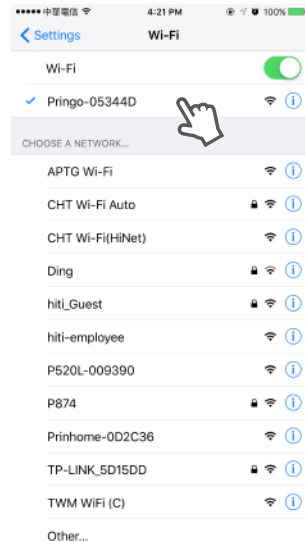 中華電信 4:21 PM 100%
Settings Wi-Fi
Wi-Fi
Pringo-05344D
CHOOSE A NETWORK...
APTG Wi-Fi
CHT Wi-Fi Auto
CHT Wi-Fi(HiNet)
Ding
hiti_Guest
hiti-employee
P520L-009390
P874
Prinhome-0D2C36
TP-LINK_5D15DD
TWM WiFi (C)
Other...